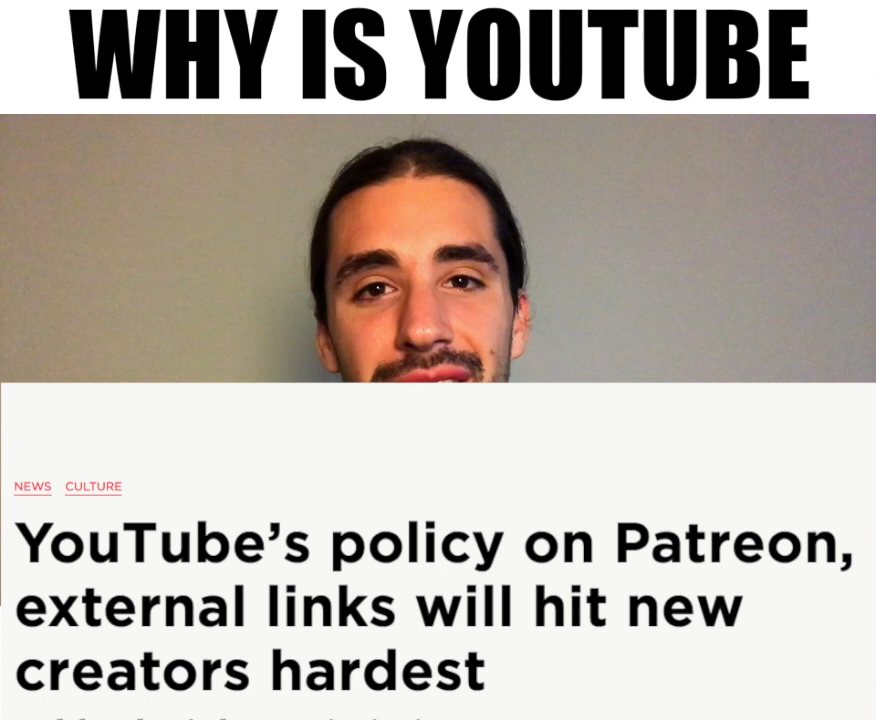 WHY IS YOUTUBE
NEWS CULTURE
YouTube's policy on Patreon,
external links will hit new
creators hardest